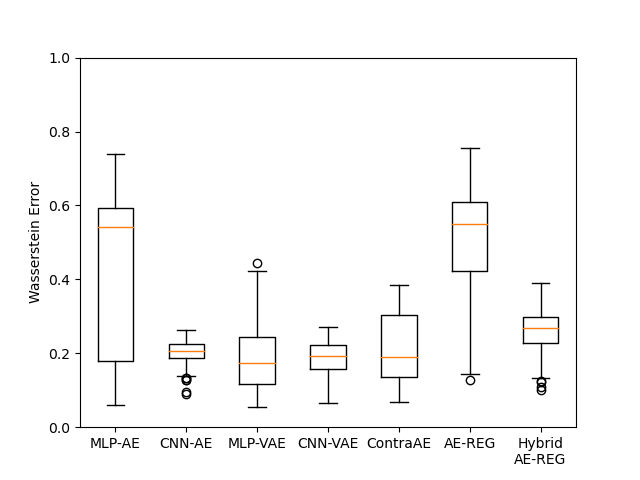 1.0
0.8
0.6
0.4
0.2
0.0
Wasserstein Error
MLP-AE CNN-AE MLP-VAE CNN-VAE ContraAE AE-REG Hybrid
AE-REG